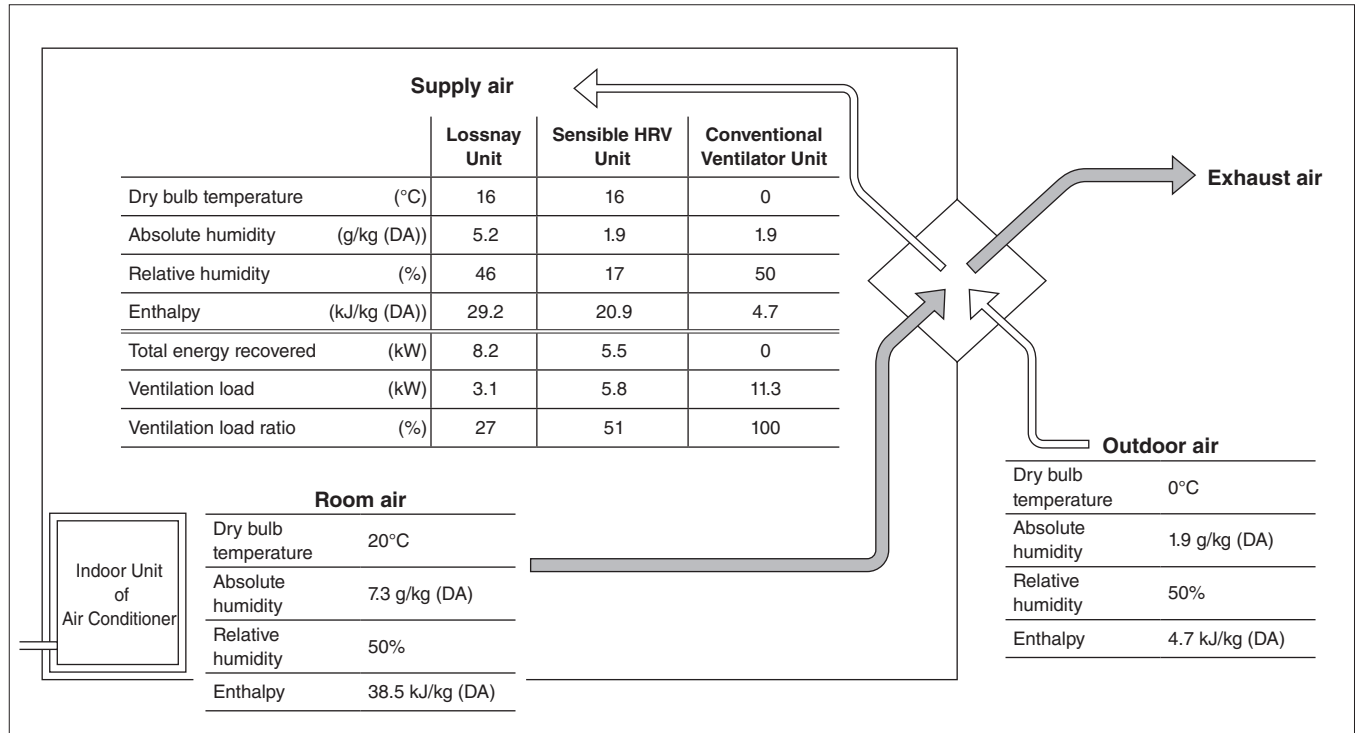 Supply air
Lossnay Unit Sensible HRV Unit Conventional Ventilator Unit
Dry bulb temperature (°C) 16 16 0
Absolute humidity (g/kg (DA)) 5.2 1.9 1.9
Relative humidity (%) 46 17 50
Enthalpy (kJ/kg (DA)) 29.2 20.9 4.7
Total energy recovered (kW) 8.2 5.5 0
Ventilation load (kW) 3.1 5.8 11.3
Ventilation load ratio (%) 27 51 100
Exhaust air
Outdoor air
Dry bulb temperature 0°C
Absolute humidity 1.9 g/kg (DA)
Relative humidity 50%
Enthalpy 4.7 kJ/kg (DA)
Room air
Dry bulb temperature 20°C
Absolute humidity 7.3 g/kg (DA)
Relative humidity 50%
Enthalpy 38.5 kJ/kg (DA)
Indoor Unit
of
Air Conditioner